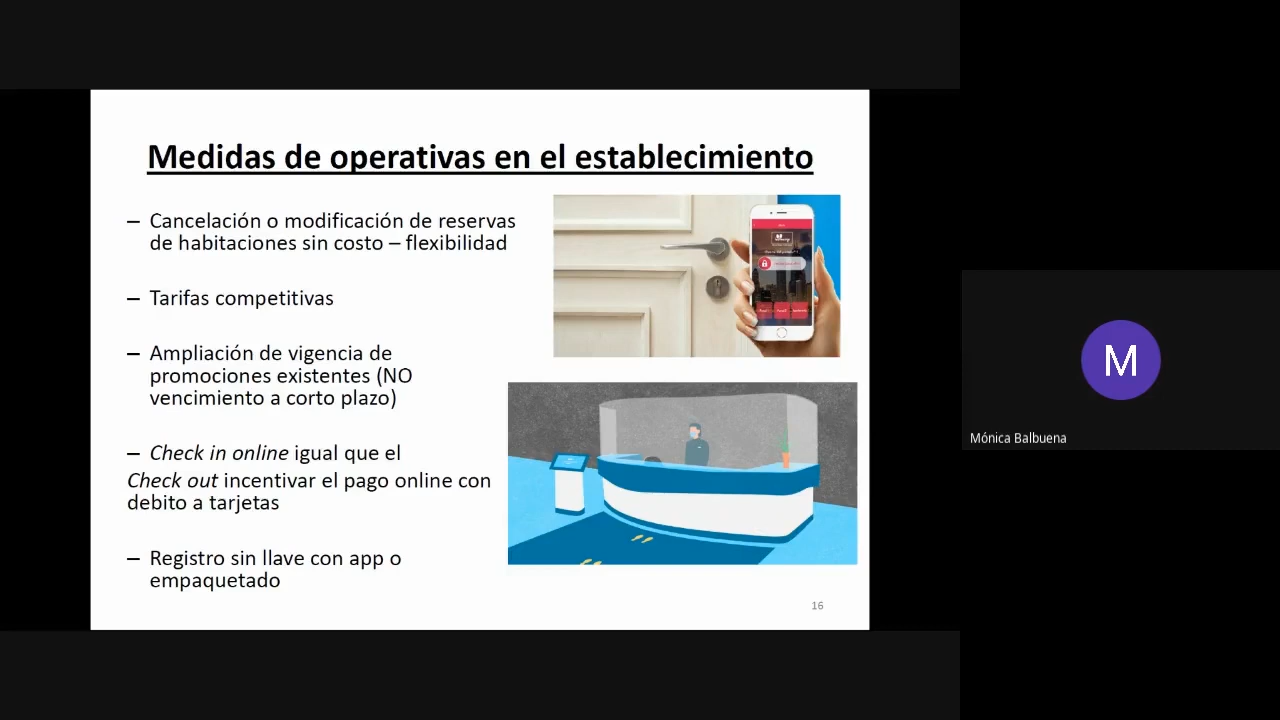 Medidas de operativas en el establecimiento
– Cancelación o modificación de reservas
de habitaciones sin costo – flexibilidad
– Tarifas competitivas
– Ampliación de vigencia de
promociones existentes (NO
vencimiento a corto plazo)
– Check in online igual que el
Check out incentivar el pago online con
debito a tarjetas
– Registro sin llave con app o
empaquetado
16
M
Mónica Balbuena